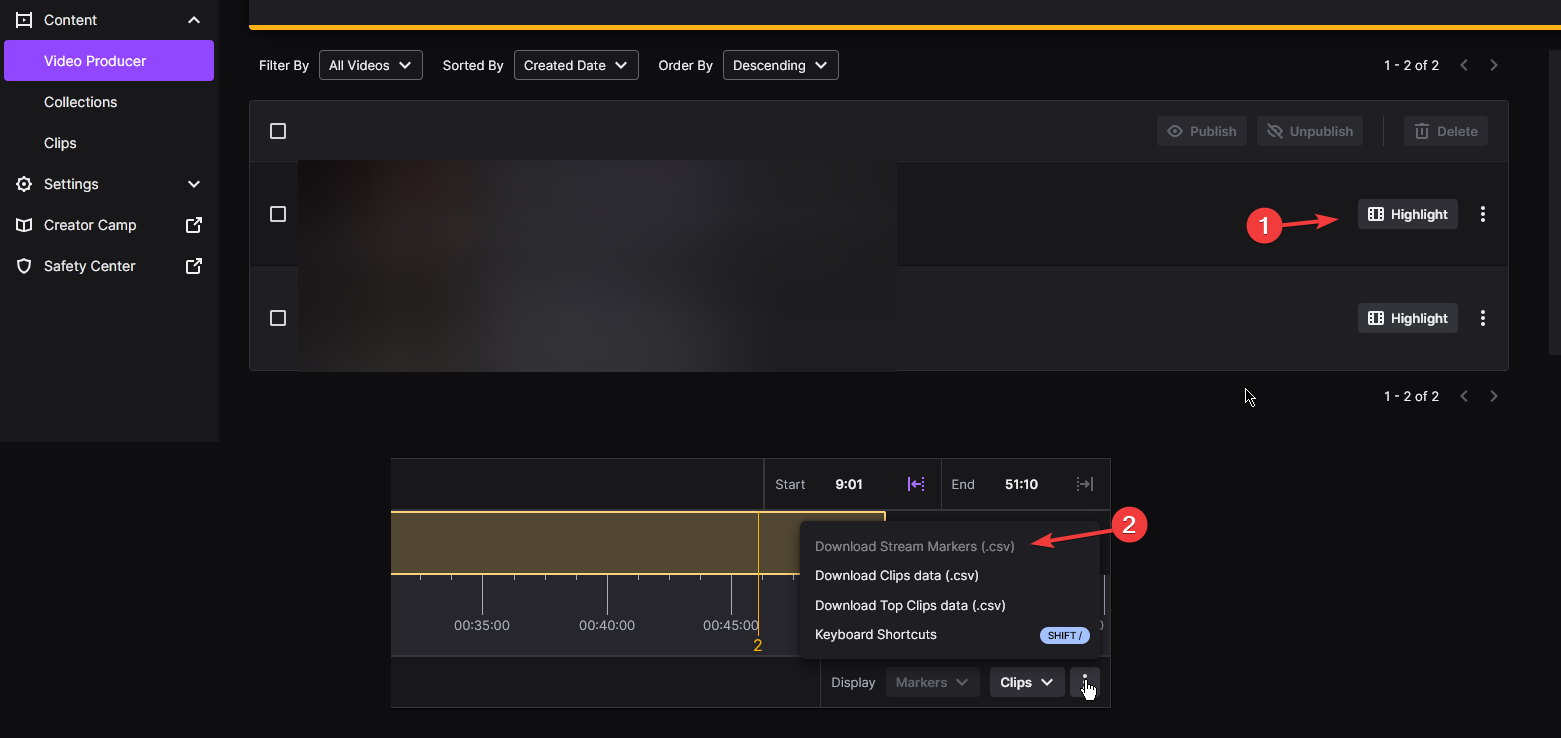 Content
Video Producer
Collections
Clips
Settings
Creator Camp
Safety Center
Filter By All Videos Sorted By Created Date Order By Descending 1 - 2 of 2
Publish Unpublish Delete
1 Highlight
Highlight
1 - 2 of 2
Start 9:01 End 51:10
2
Download Stream Markers (.csv)
Download Clips data (.csv)
Download Top Clips data (.csv)
Keyboard Shortcuts SHIFT /
00:35:00 00:40:00 00:45:00 0
2
Display Markers Clips